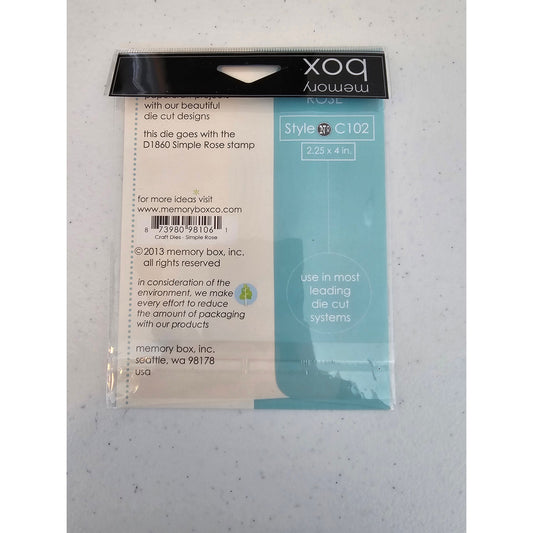 memory
box
with our beautiful
die cut designs
this die goes with the
D1860 Simple Rose stamp
for more ideas visit
www.memoryboxco.com
8 73980 98106 1
Craft Dies - Simple Rose
©2013 memory box, inc.
all rights reserved
in consideration of the
environment, we make
every effort to reduce
the amount of packaging
with our products
memory box, inc.
seattle, wa 98178
usa
ROSE
Style Nº C102
2.25 x 4 in.
use in most
leading
die cut
systems